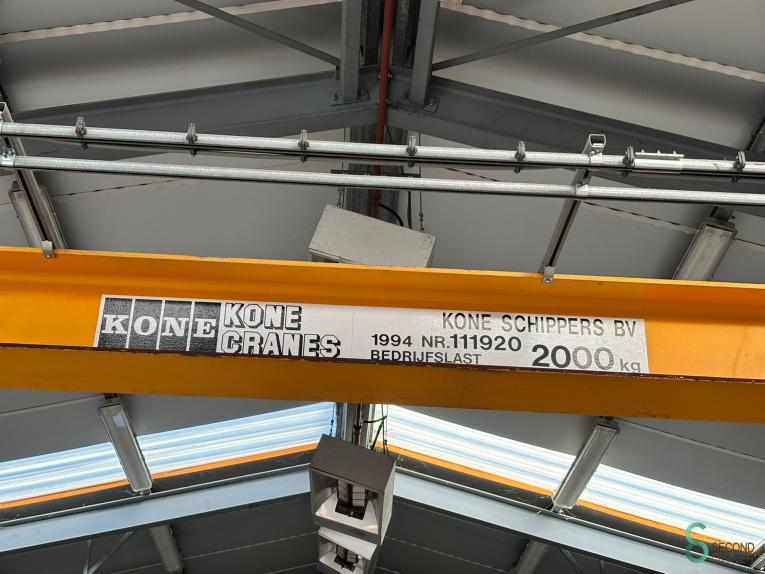 KONE
KONE
CRANES
KONE SCHIPPERS BV
1994 NR.111920
BEDRIJFSLAST 2000 kg
SECOND